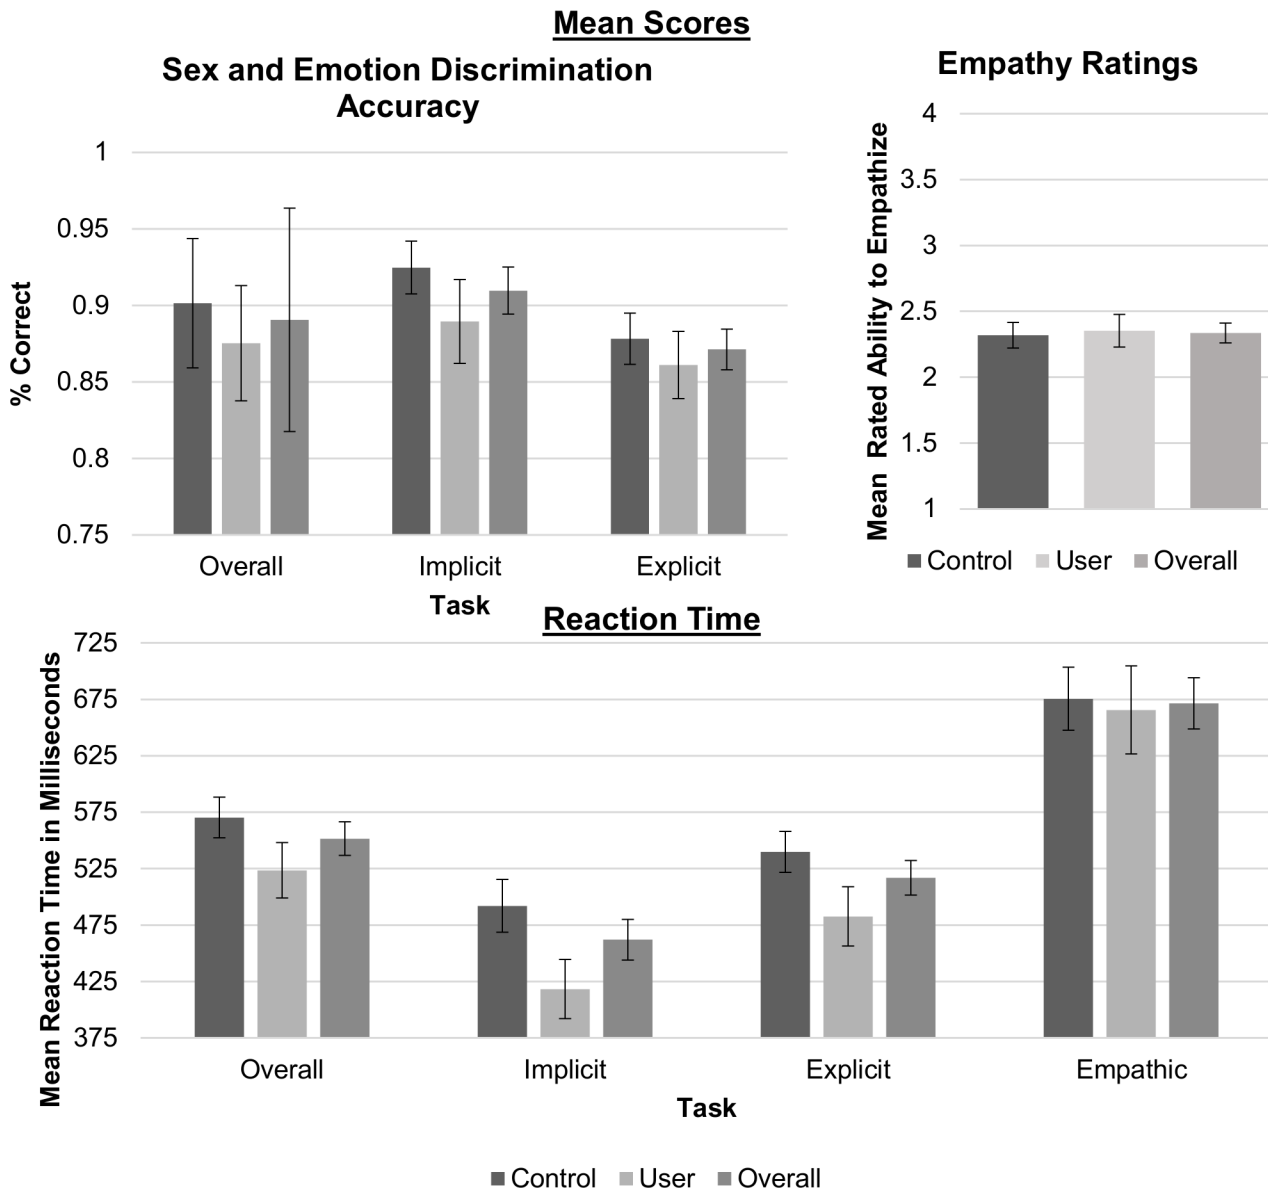 Mean Scores
Sex and Emotion Discrimination
Accuracy
% Correct
1
0.95
0.9
0.85
0.8
0.75
Overall Implicit Explicit
Task
Empathy Ratings
Mean Rated Ability to Empathize
4
3.5
3
2.5
2
1.5
1
Control User Overall
Reaction Time
Mean Reaction Time in Milliseconds
725
675
625
575
525
475
425
375
Overall Implicit Explicit Empathic
Task
Control User Overall